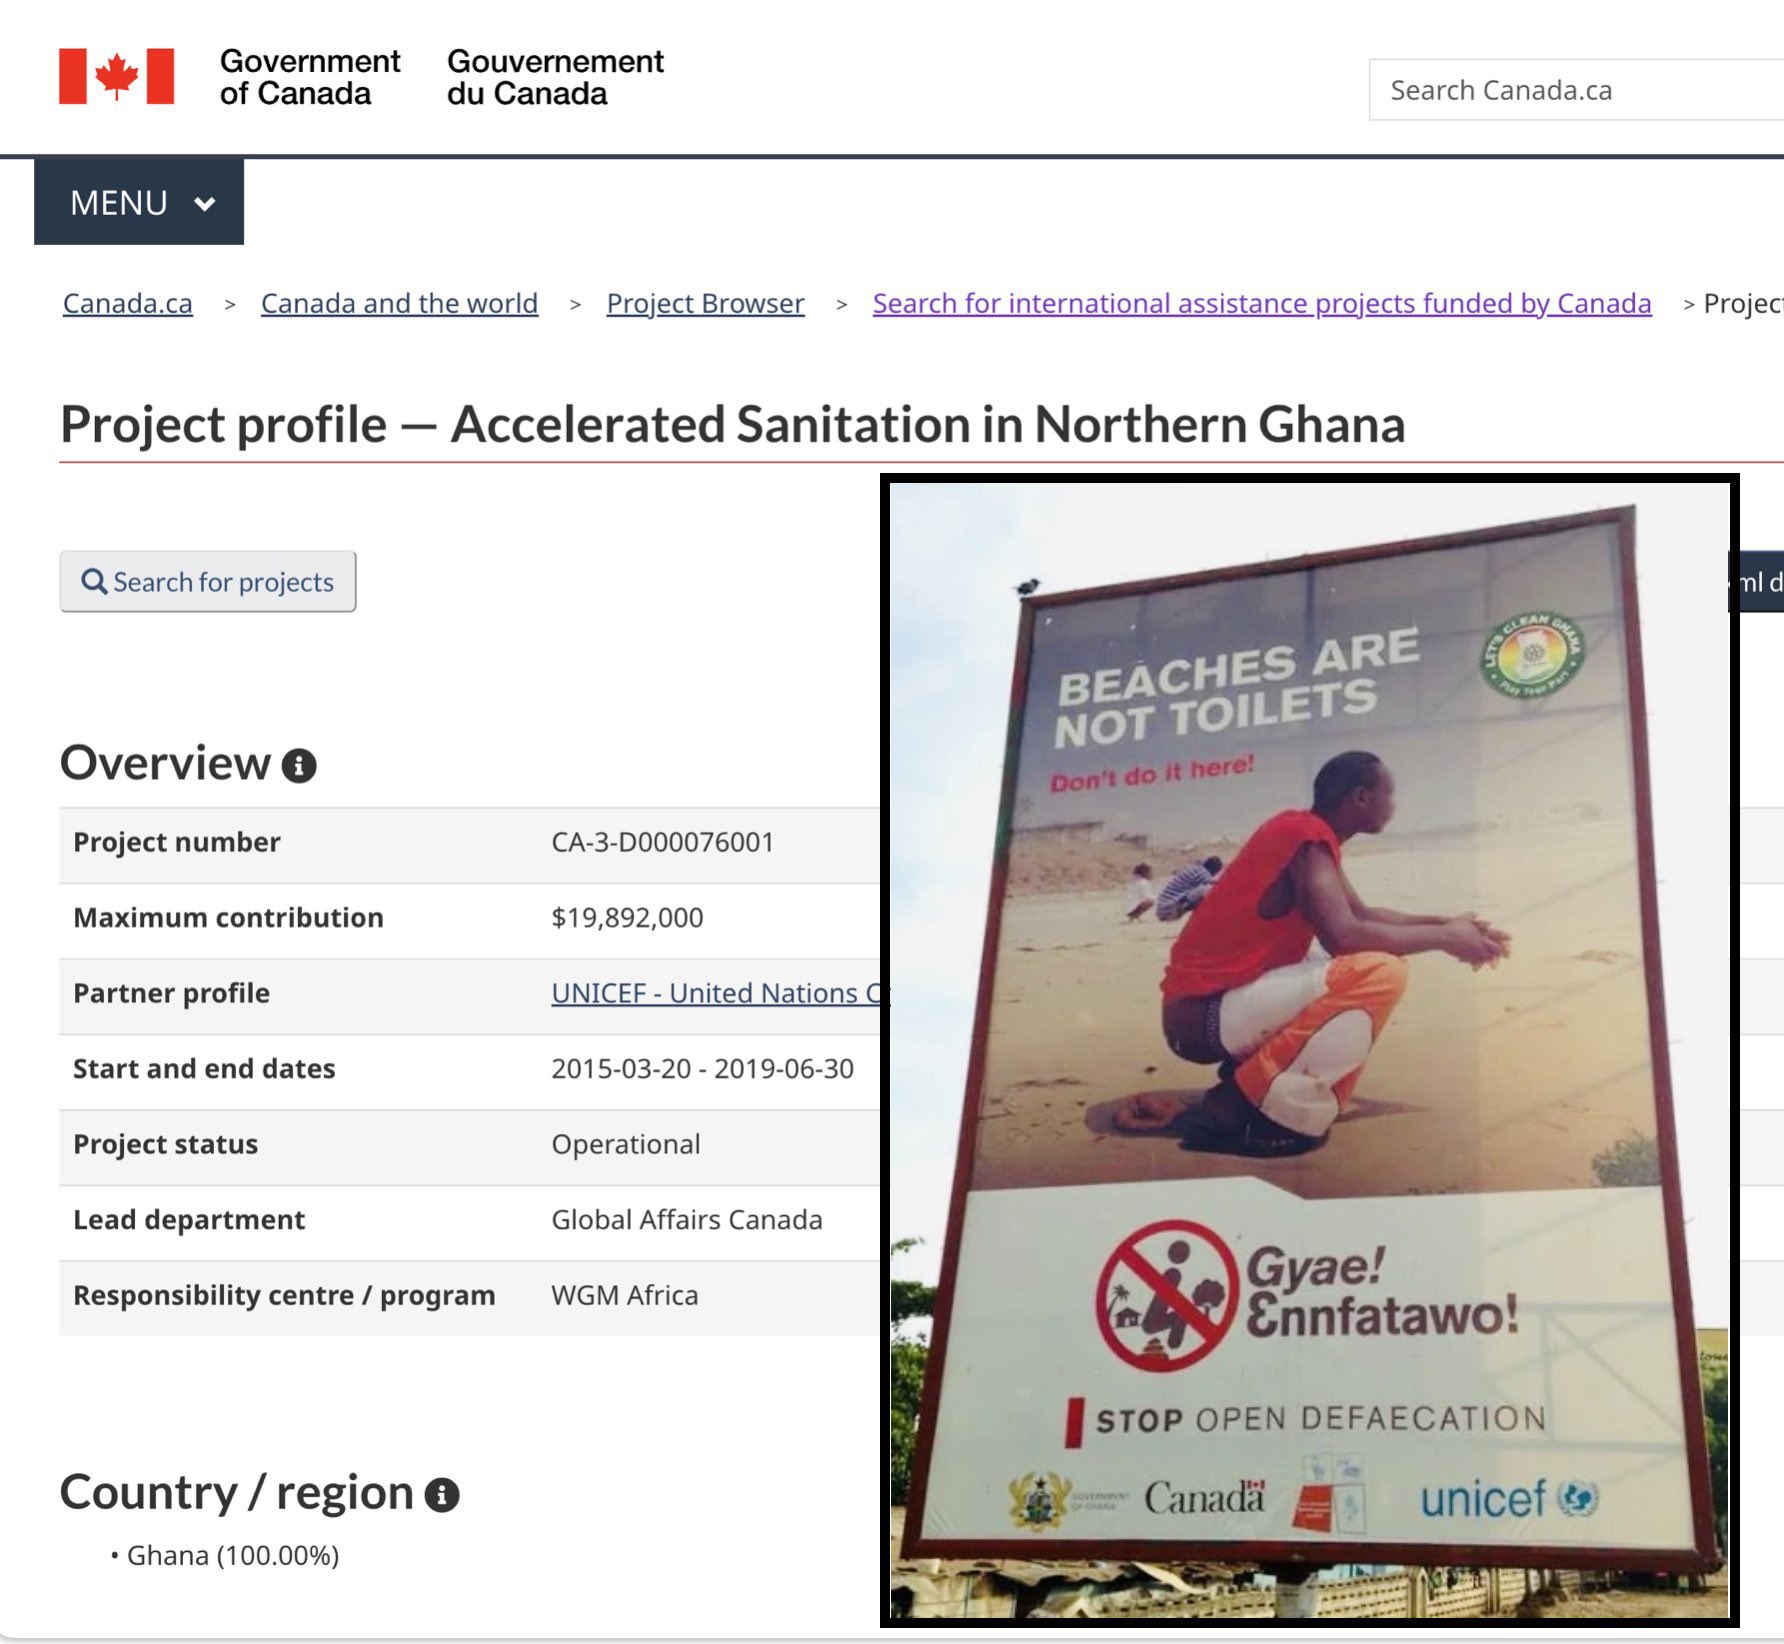 Government
of Canada
Gouvernement
du Canada
Search Canada.ca
MENU
Canada.ca > Canada and the world > Project Browser > Search for international assistance projects funded by Canada >
Project profile — Accelerated Sanitation in Northern Ghana
Search for projects
Overview
Project number CA-3-D000076001
Maximum contribution $19,892,000
Partner profile UNICEF - United Nations
Start and end dates 2015-03-20 - 2019-06-30
Project status Operational
Lead department Global Affairs Canada
Responsibility centre / program WGM Africa
Country / region
• Ghana (100.00%)
BEACHES ARE
NOT TOILETS
Don't do it here!
LET'S CLEAN GHANA
Play Your Part
Gyae!
Ɛnnfatawo!
STOP OPEN DEFAECATION
GOVERNMENT
OF GHANA
Canada
unicef